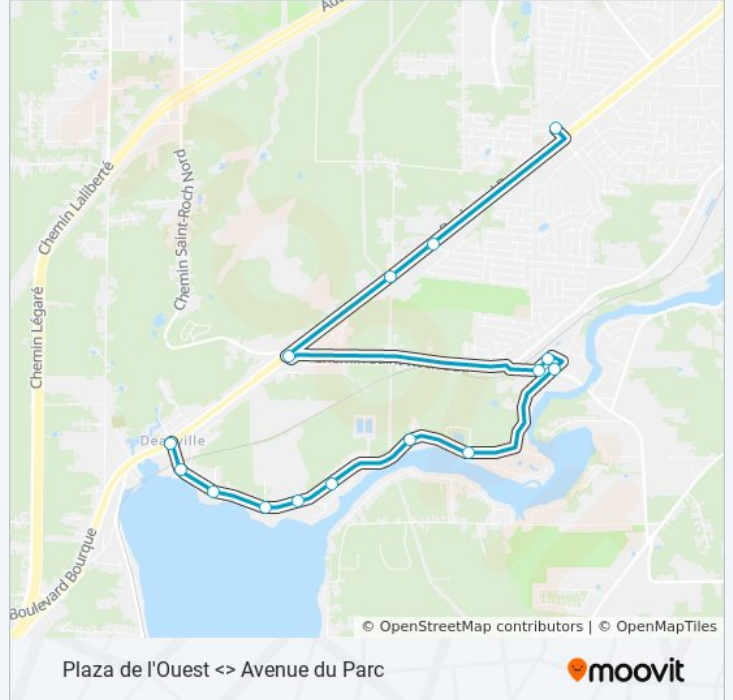 Chemin Laliberté
Chemin Saint-Roch Nord
Chemin Légaré
Boulevard Bourque
© OpenStreetMap contributors | © OpenMapTiles
Plaza de l'Ouest <> Avenue du Parc
moovit